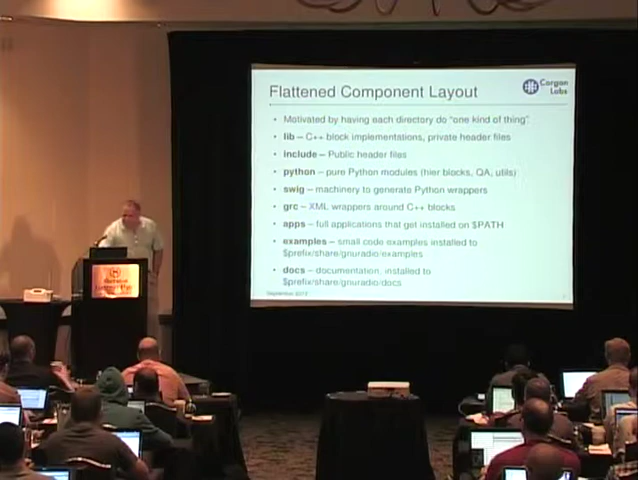 Flattened Component Layout
Corgan
Labs
• Motivated by having each directory do "one kind of thing".
• lib – C++ block implementations, private header files
• include – Public header files
• python – pure Python modules (hier blocks, QA, utils)
• swig – machinery to generate Python wrappers
• grc – XML wrappers around C++ blocks
• apps – full applications that get installed on $PATH
• examples – small code examples installed to
$prefix/share/gnuradio/examples
• docs – documentation, installed to
$prefix/share/gnuradio/docs
Sheraton